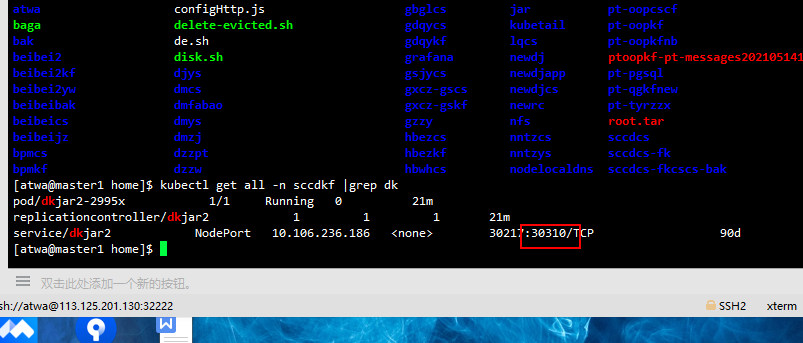 atwa configHttp.js gbglcs jar pt-oopcscf
baga delete-evicted.sh gdqycs kubetail pt-oopkf
bak de.sh gdqykf lqcs pt-oopkfnb
beibei2 disk.sh grafana newdj ptoopkf-pt-messages202105141
beibei2kf djys gsjycs newdjapp pt-pgsql
beibei2yw dmcs gxcz-gscs newdjcs pt-qgkfnew
beibeibak dmfabao gxcz-gskf newrc pt-tyrzzx
beibeics dmys gzzy nfs root.tar
beibeijz dmzj hbezcs nntzcs sccdcs
bpmcs dzzpt hbezkf nntzys sccdcs-fk
bpmkf dzzw hbwhcs nodelocaldns sccdcs-fkcscs-bak
[atwa@master1 home]$ kubectl get all -n sccdkf |grep dk
pod/dkjar2-2995x 1/1 Running 0 21m
replicationcontroller/dkjar2 1 1 1 21m
service/dkjar2 NodePort 10.106.236.186 <none> 30217:30310/TCP 90d
[atwa@master1 home]$
双击此处添加一个新的按钮。
sh://atwa@113.125.201.130:32222 SSH2 xterm
W